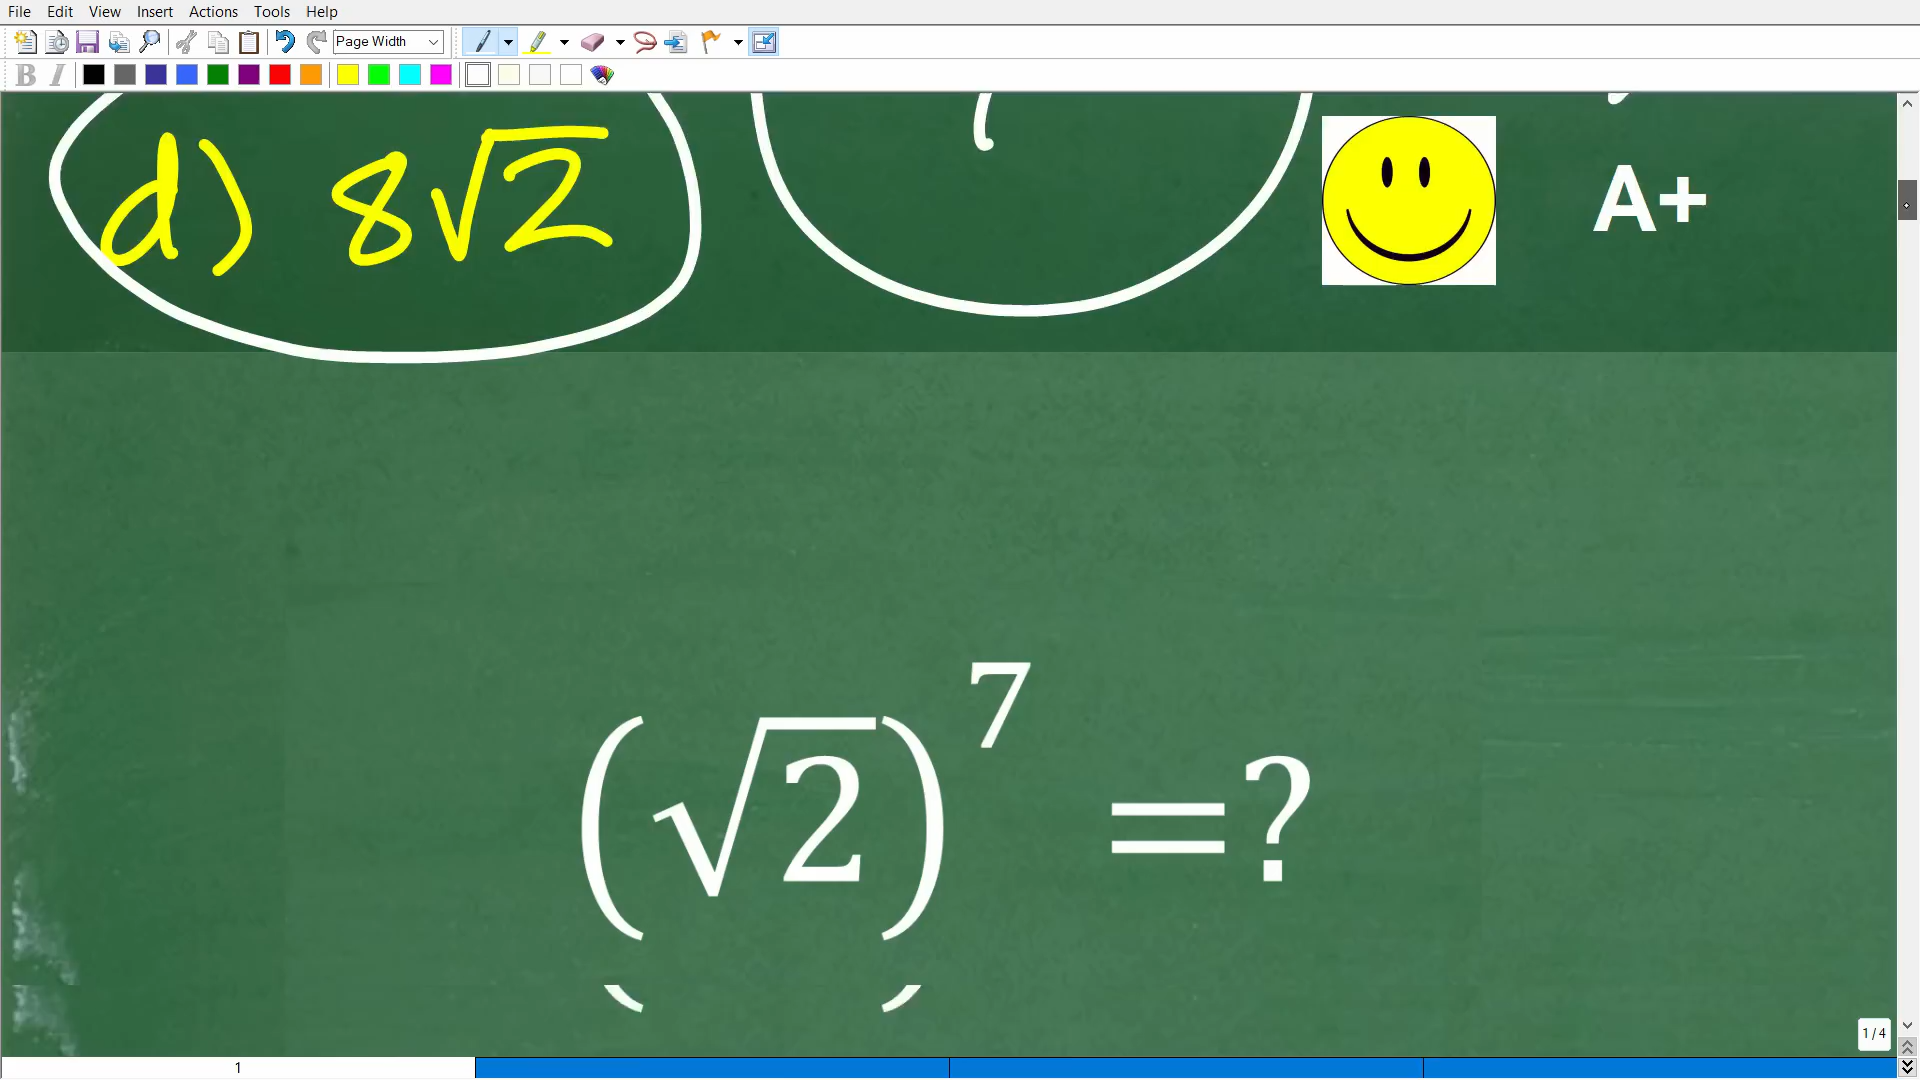 File Edit View Insert Actions Tools Help
Page Width
B I
d) 8√2
A+
(√2)^7 =?
1 / 4
1